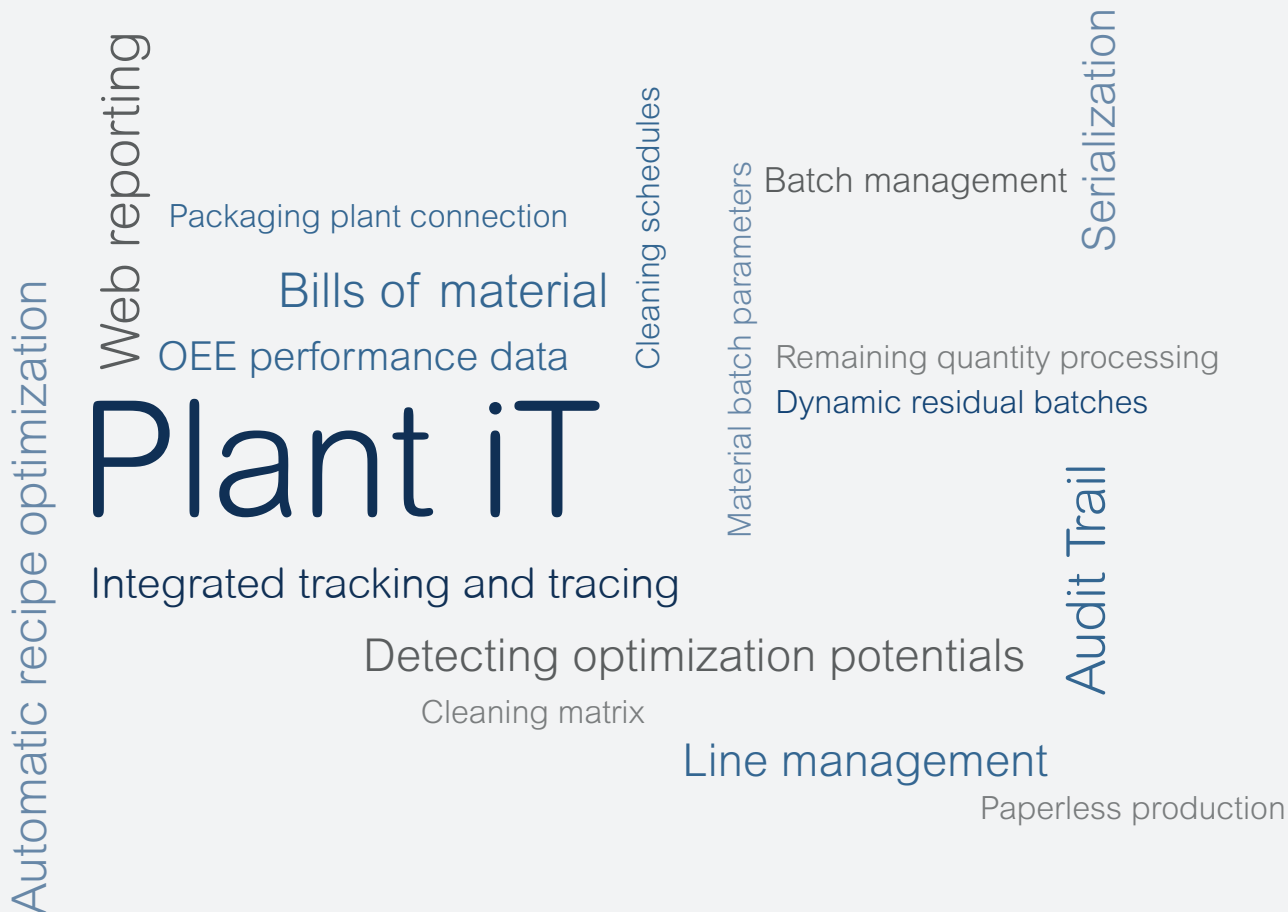 Web reporting
Serialization
Cleaning schedules
Batch management
Material batch parameters
Packaging plant connection
Bills of material
Automatic recipe optimization
OEE performance data
Remaining quantity processing
Dynamic residual batches
Plant iT
Audit Trail
Integrated tracking and tracing
Detecting optimization potentials
Cleaning matrix
Line management
Paperless production